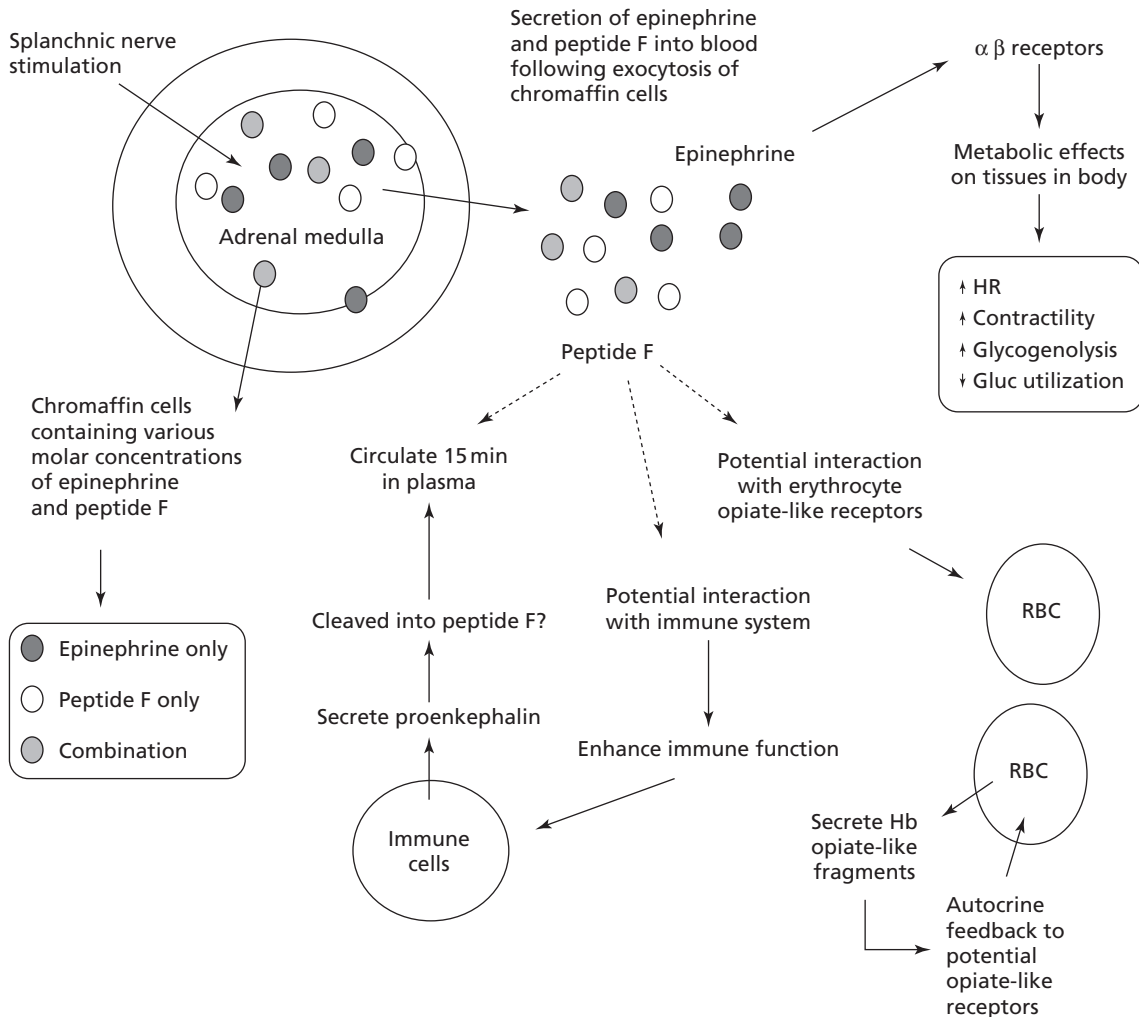 Splanchnic nerve
stimulation
Secretion of epinephrine
and peptide F into blood
following exocytosis of
chromaffin cells
α β receptors
Epinephrine
Metabolic effects
on tissues in body
Adrenal medulla
HR
Contractility
Glycogenolysis
Gluc utilization
Peptide F
Chromaffin cells
containing various
molar concentrations
of epinephrine
and peptide F
Circulate 15 min
in plasma
Potential interaction
with erythrocyte
opiate-like receptors
Potential interaction
with immune system
RBC
Cleaved into peptide F?
Epinephrine only
Peptide F only
Combination
Secrete proenkephalin
Enhance immune function
RBC
Immune
cells
Secrete Hb
opiate-like
fragments
Autocrine
feedback to
potential
opiate-like
receptors